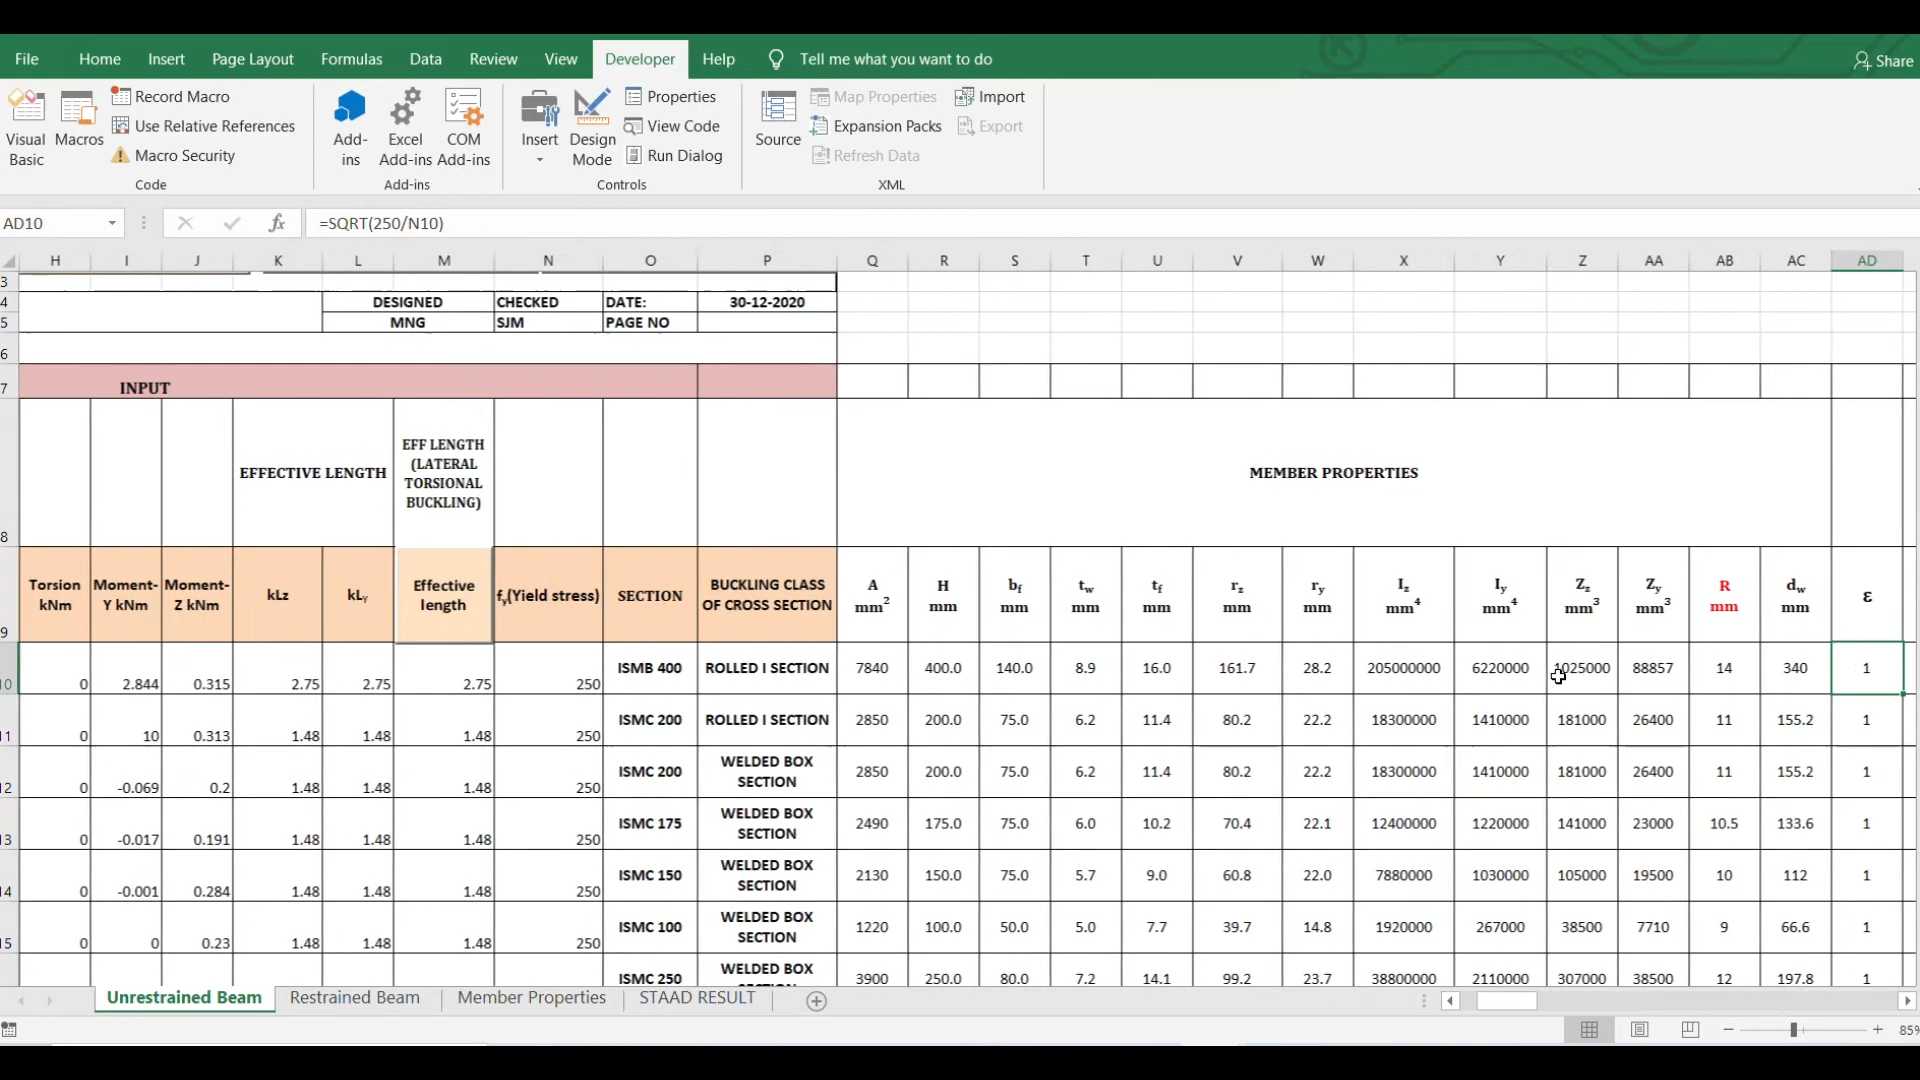 File Home Insert Page Layout Formulas Data Review View Developer Help Tell me what you want to do Share
Visual Basic
Macros
Record Macro
Use Relative References
Macro Security
Code
Add-ins
Excel Add-ins
COM Add-ins
Add-ins
Insert
Design Mode
Properties
View Code
Run Dialog
Controls
Source
Map Properties
Expansion Packs
Refresh Data
Import
Export
XML
AD10 fx =SQRT(250/N10)
H I J K L M N O P Q R S T U V W X Y Z AA AB AC AD
3
4 DESIGNED CHECKED DATE: 30-12-2020
5 MNG SJM PAGE NO
6
7 INPUT
8 EFFECTIVE LENGTH EFF LENGTH (LATERAL TORSIONAL BUCKLING) MEMBER PROPERTIES
9 Torsion kNm Moment-Y kNm Moment-Z kNm kLz kLY Effective length fy(Yield stress) SECTION BUCKLING CLASS OF CROSS SECTION A mm2 H mm bf mm tw mm tf mm rz mm ry mm Iz mm4 Iy mm4 Zz mm3 Zy mm3 R mm dw mm ε
10 0 2.844 0.315 2.75 2.75 2.75 250 ISMB 400 ROLLED I SECTION 7840 400.0 140.0 8.9 16.0 161.7 28.2 205000000 6220000 1025000 88857 14 340 1
11 0 10 0.313 1.48 1.48 1.48 250 ISMC 200 ROLLED I SECTION 2850 200.0 75.0 6.2 11.4 80.2 22.2 18300000 1410000 181000 26400 11 155.2 1
12 0 -0.069 0.2 1.48 1.48 1.48 250 ISMC 200 WELDED BOX SECTION 2850 200.0 75.0 6.2 11.4 80.2 22.2 18300000 1410000 181000 26400 11 155.2 1
13 0 -0.017 0.191 1.48 1.48 1.48 250 ISMC 175 WELDED BOX SECTION 2490 175.0 75.0 6.0 10.2 70.4 22.1 12400000 1220000 141000 23000 10.5 133.6 1
14 0 -0.001 0.284 1.48 1.48 1.48 250 ISMC 150 WELDED BOX SECTION 2130 150.0 75.0 5.7 9.0 60.8 22.0 7880000 1030000 105000 19500 10 112 1
15 0 0 0.23 1.48 1.48 1.48 250 ISMC 100 WELDED BOX SECTION 1220 100.0 50.0 5.0 7.7 39.7 14.8 1920000 267000 38500 7710 9 66.6 1
ISMC 250 WELDED BOX 3900 250.0 80.0 7.2 14.1 99.2 23.7 38800000 2110000 307000 38500 12 197.8 1
Unrestrained Beam Restrained Beam Member Properties STAAD RESULT
85%